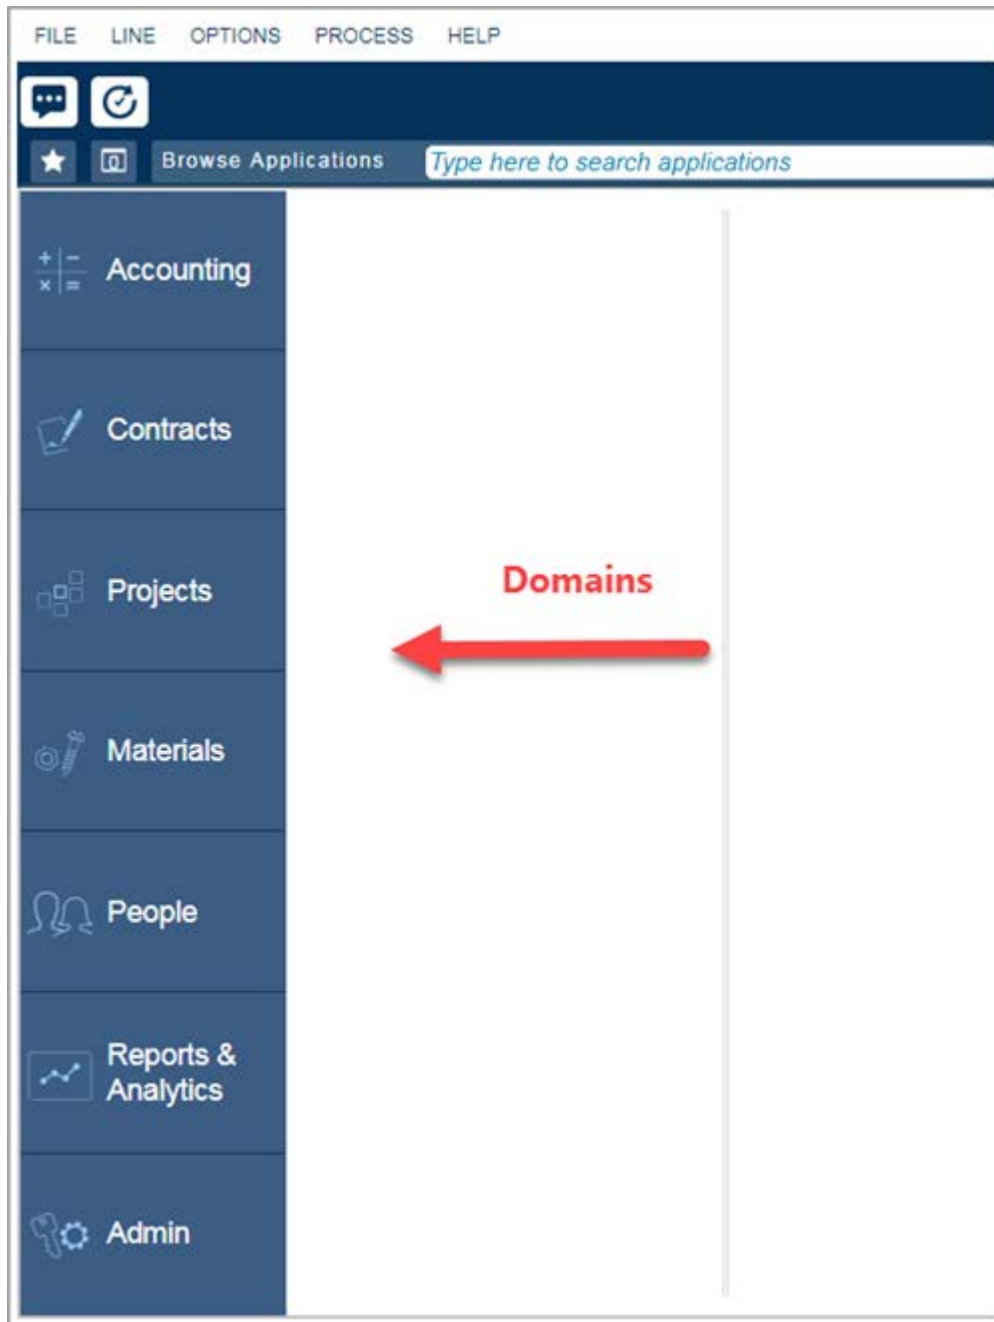 FILE LINE OPTIONS PROCESS HELP
Browse Applications Type here to search applications
Accounting
Contracts
Projects
Domains
Materials
People
Reports &
Analytics
Admin